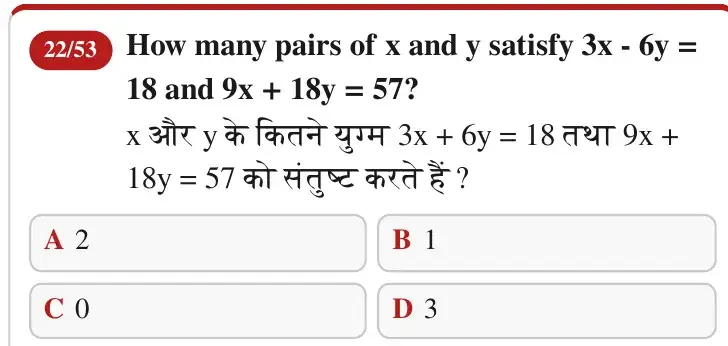 22/53 How many pairs of x and y satisfy 3x - 6y =
18 and 9x + 18y = 57?
x और y के कितने युग्म 3x + 6y = 18 तथा 9x +
18y = 57 को संतुष्ट करते हैं ?
A 2 B 1
C 0 D 3